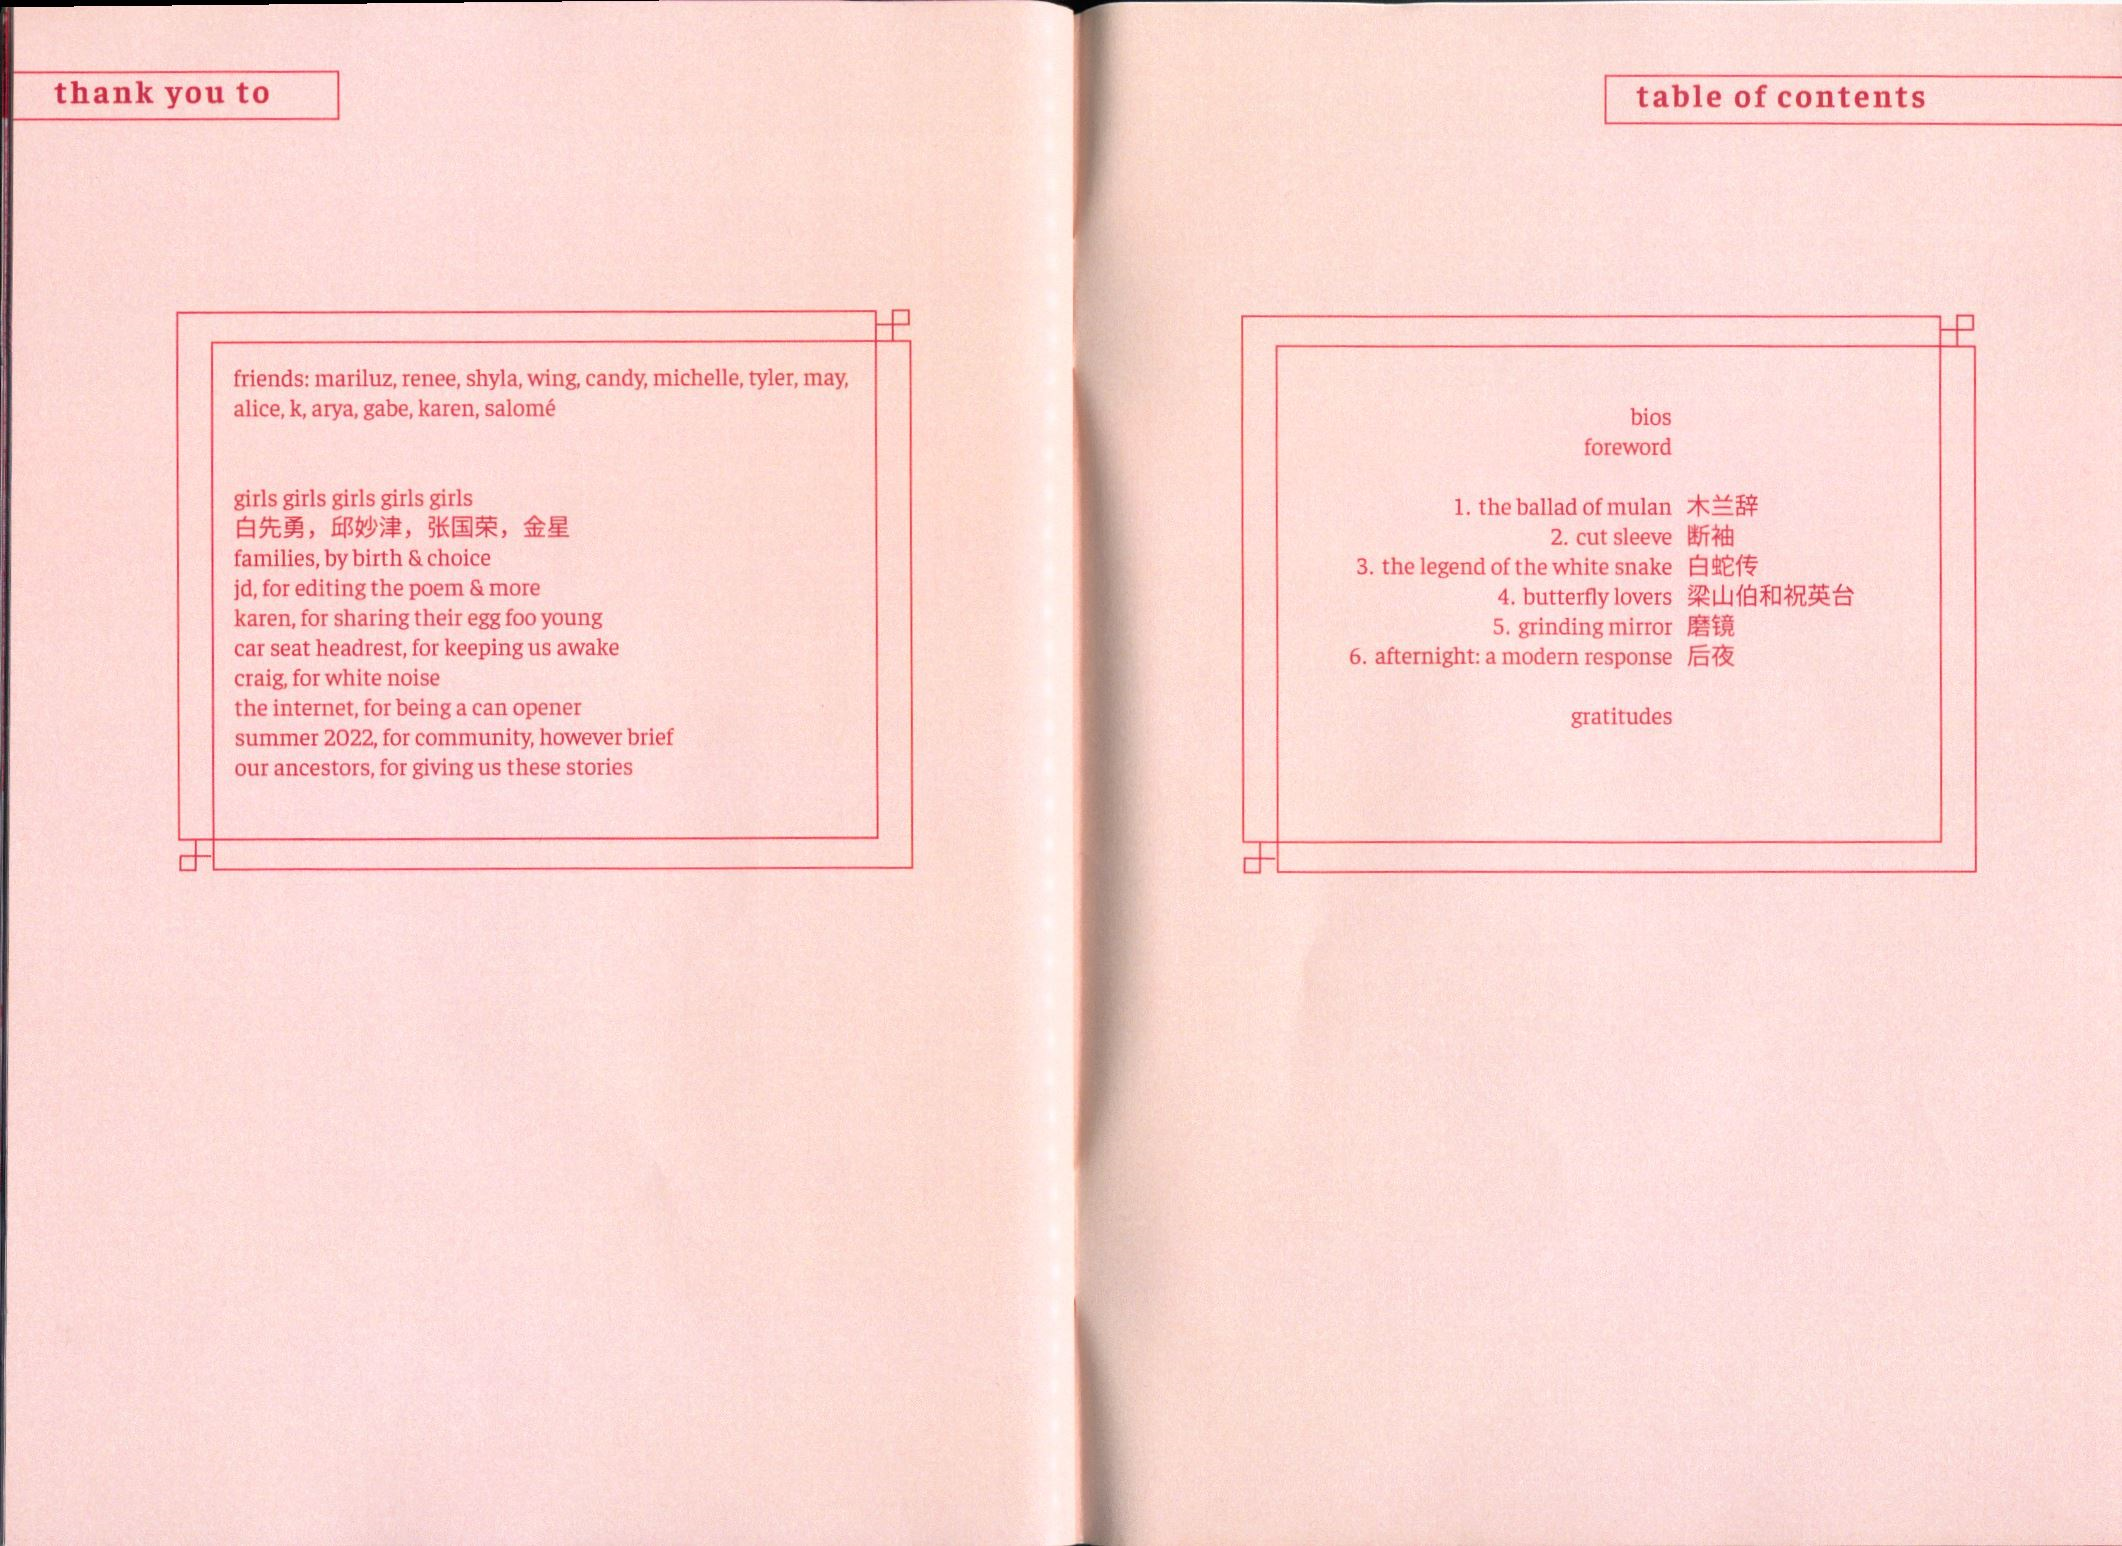 thank you to
friends: mariluz, renee, shyla, wing, candy, michelle, tyler, may,
alice, k, arya, gabe, karen, salomé
girls girls girls girls girls
白先勇，邱妙津，张国荣，金星
families, by birth & choice
jd, for editing the poem & more
karen, for sharing their egg foo young
car seat headrest, for keeping us awake
craig, for white noise
the internet, for being a can opener
summer 2022, for community, however brief
our ancestors, for giving us these stories
table of contents
bios
foreword
1. the ballad of mulan 木兰辞
2. cut sleeve 断袖
3. the legend of the white snake 白蛇传
4. butterfly lovers 梁山伯和祝英台
5. grinding mirror 磨镜
6. afternight: a modern response 后夜
gratitudes